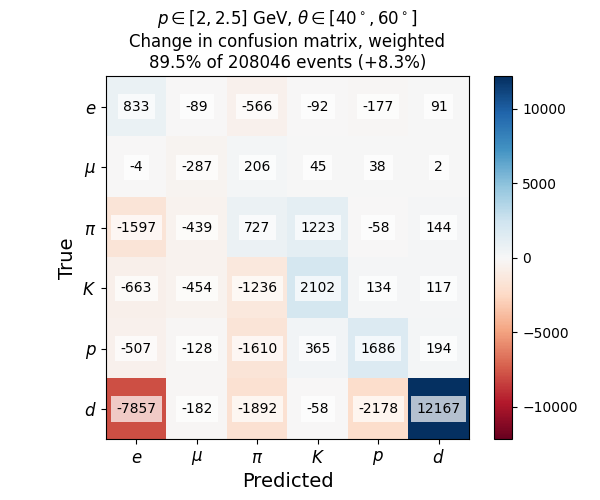 p ∈ [2, 2.5] GeV, θ ∈ [40°, 60°]
Change in confusion matrix, weighted
89.5% of 208046 events (+8.3%)
e 833 -89 -566 -92 -177 91
μ -4 -287 206 45 38 2
π -1597 -439 727 1223 -58 144
K -663 -454 -1236 2102 134 117
p -507 -128 -1610 365 1686 194
d -7857 -182 -1892 -58 -2178 12167
e μ π K p d
Predicted
True
10000
5000
0
−5000
−10000